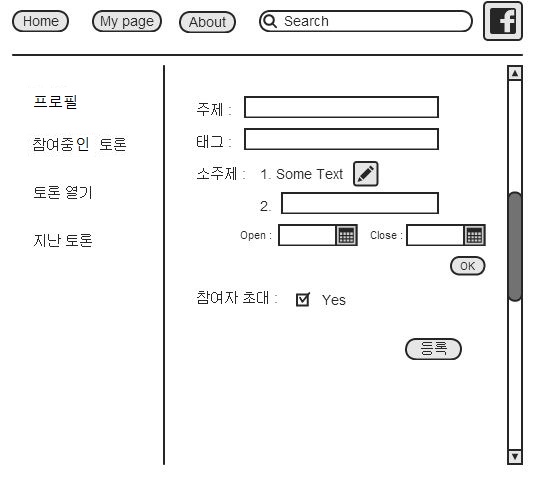 Home My page About Search
프로필
참여중인 토론
토론 열기
지난 토론
주제 :
태그 :
소주제 : 1. Some Text
2.
Open : Close :
OK
참여자 초대 : Yes
등록